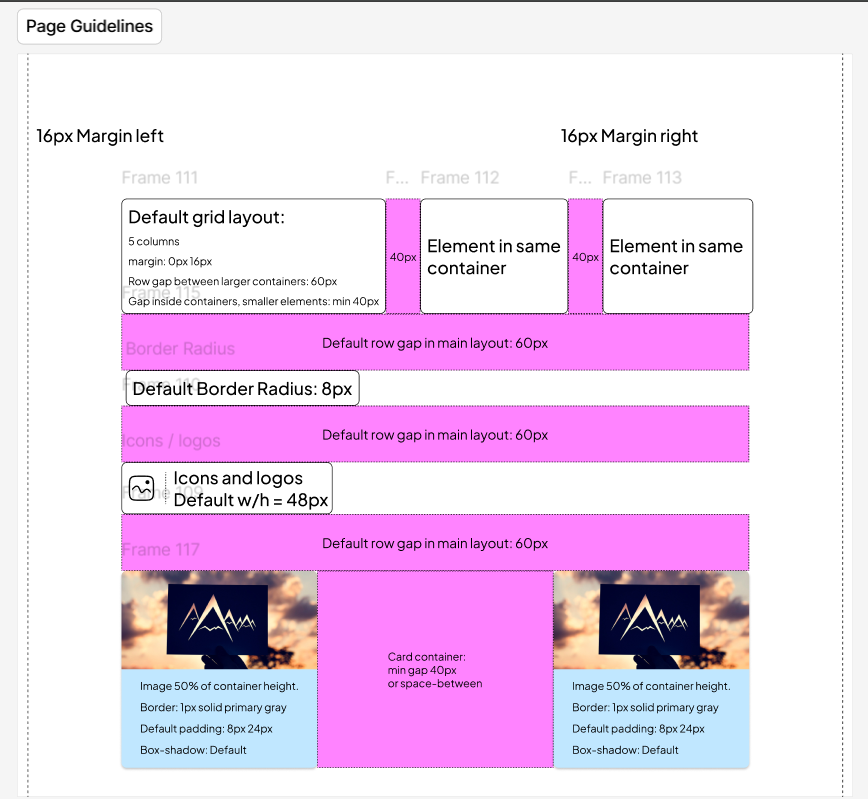 Page Guidelines
16px Margin left
16px Margin right
Frame 111
F...
Frame 112
F...
Frame 113
Default grid layout:
5 columns
margin: 0px 16px
Row gap between larger containers: 60px
Gap inside containers, smaller elements: min 40px
40px
Element in same
container
40px
Element in same
container
Frame 115
Default row gap in main layout: 60px
Border Radius
Default Border Radius: 8px
Default row gap in main layout: 60px
Icons / logos
Icons and logos
Default w/h = 48px
Frame 109
Default row gap in main layout: 60px
Frame 117
Card container:
min gap 40px
or space-between
Image 50% of container height.
Border: 1px solid primary gray
Default padding: 8px 24px
Box-shadow: Default
Image 50% of container height.
Border: 1px solid primary gray
Default padding: 8px 24px
Box-shadow: Default